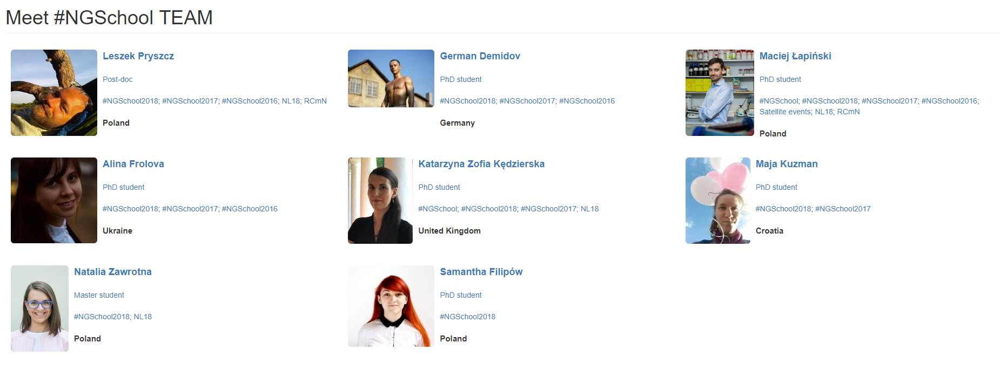 Meet #NGSchool TEAM
Leszek Pryszcz
Post-doc
#NGSchool2018; #NGSchool2017; #NGSchool2016; NL18; RCmN
Poland
German Demidov
PhD student
#NGSchool2018; #NGSchool2017; #NGSchool2016
Germany
Maciej Łapiński
PhD student
#NGSchool; #NGSchool2018; #NGSchool2017; #NGSchool2016;
Satellite events; NL18; RCmN
Poland
Alina Frolova
PhD student
#NGSchool2018; #NGSchool2017; #NGSchool2016
Ukraine
Katarzyna Zofia Kędzierska
PhD student
#NGSchool; #NGSchool2018; #NGSchool2017; NL18
United Kingdom
Maja Kuzman
PhD student
#NGSchool2018; #NGSchool2017
Croatia
Natalia Zawrotna
Master student
#NGSchool2018; NL18
Poland
Samantha Filipów
PhD student
#NGSchool2018
Poland